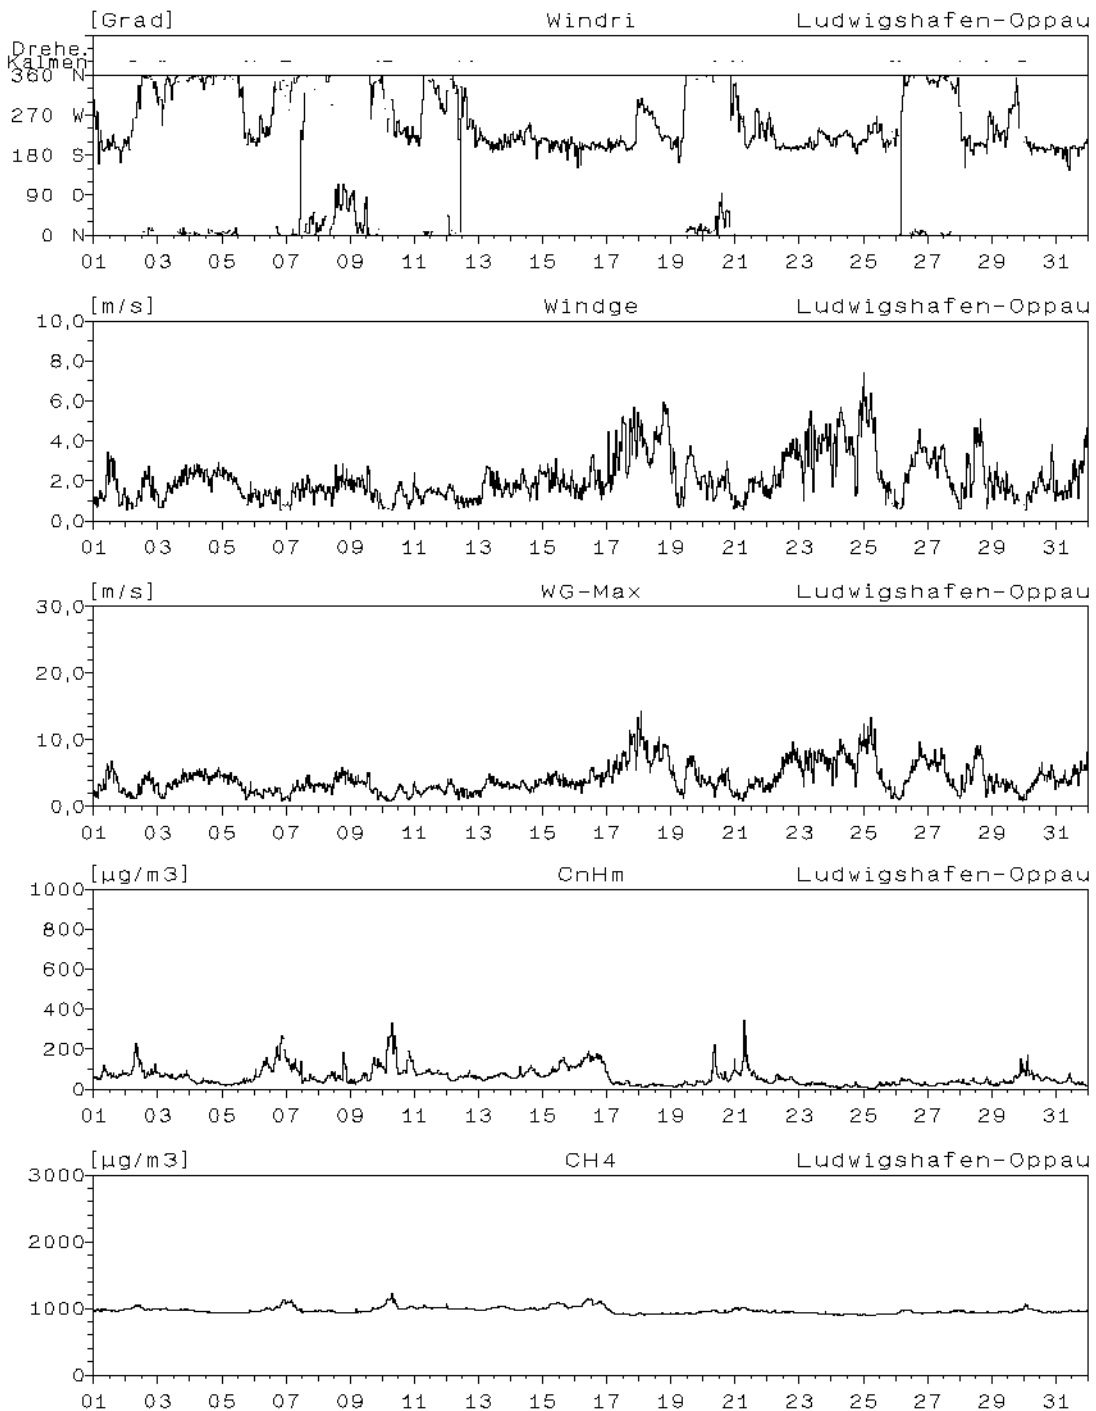 [Grad] Windri Ludwigshafen-Oppau
Drehe.
Kalmen
360 N
270 W
180 S
90 O
0 N
01 03 05 07 09 11 13 15 17 19 21 23 25 27 29 31
[m/s] Windge Ludwigshafen-Oppau
10,0
8,0
6,0
4,0
2,0
0,0
01 03 05 07 09 11 13 15 17 19 21 23 25 27 29 31
[m/s] WG-Max Ludwigshafen-Oppau
30,0
20,0
10,0
0,0
01 03 05 07 09 11 13 15 17 19 21 23 25 27 29 31
[µg/m3] CnHm Ludwigshafen-Oppau
1000
800
600
400
200
0
01 03 05 07 09 11 13 15 17 19 21 23 25 27 29 31
[µg/m3] CH4 Ludwigshafen-Oppau
3000
2000
1000
0
01 03 05 07 09 11 13 15 17 19 21 23 25 27 29 31